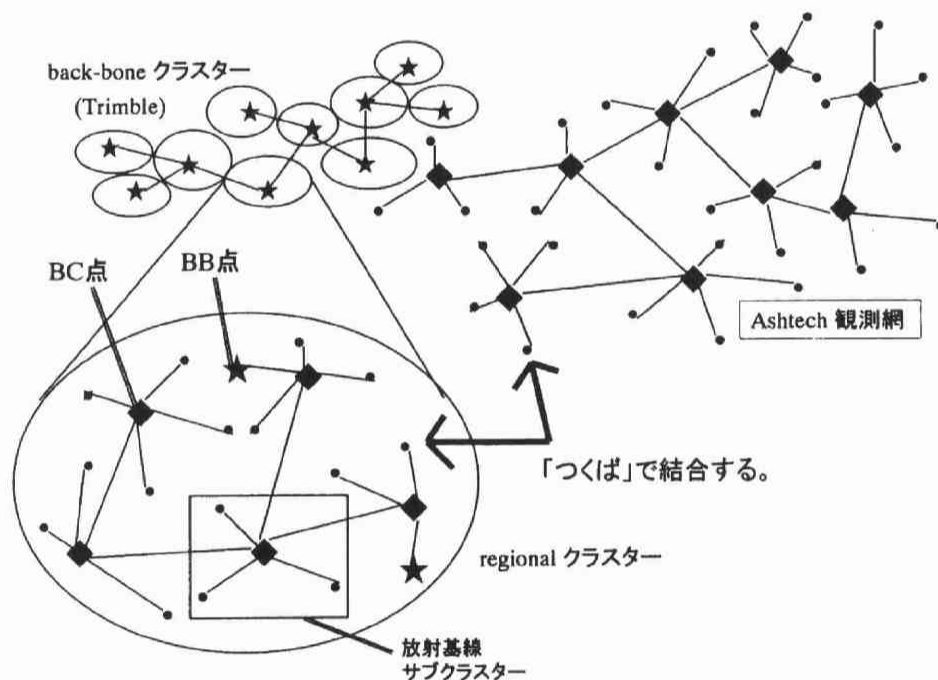 back-bone クラスター
(Trimble)
BC点
BB点
Ashtech 観測網
「つくば」で結合する。
regional クラスター
放射基線
サブクラスター